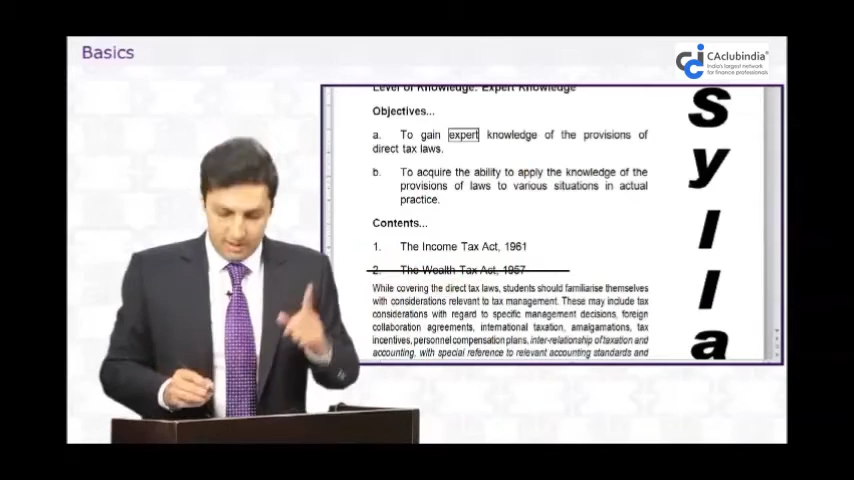 Basics
CAclubindia®
India's largest network
for finance professionals
Level of Knowledge: Expert Knowledge
Objectives...
a. To gain expert knowledge of the provisions of
direct tax laws.
b. To acquire the ability to apply the knowledge of the
provisions of laws to various situations in actual
practice.
Contents...
1. The Income Tax Act, 1961
2. The Wealth Tax Act, 1957
While covering the direct tax laws, students should familiarise themselves
with considerations relevant to tax management. These may include tax
considerations with regard to specific management decisions, foreign
collaboration agreements, international taxation, amalgamations, tax
incentives, personnel compensation plans, inter-relationship of taxation and
accounting, with special reference to relevant accounting standards and
S
y
l
l
a